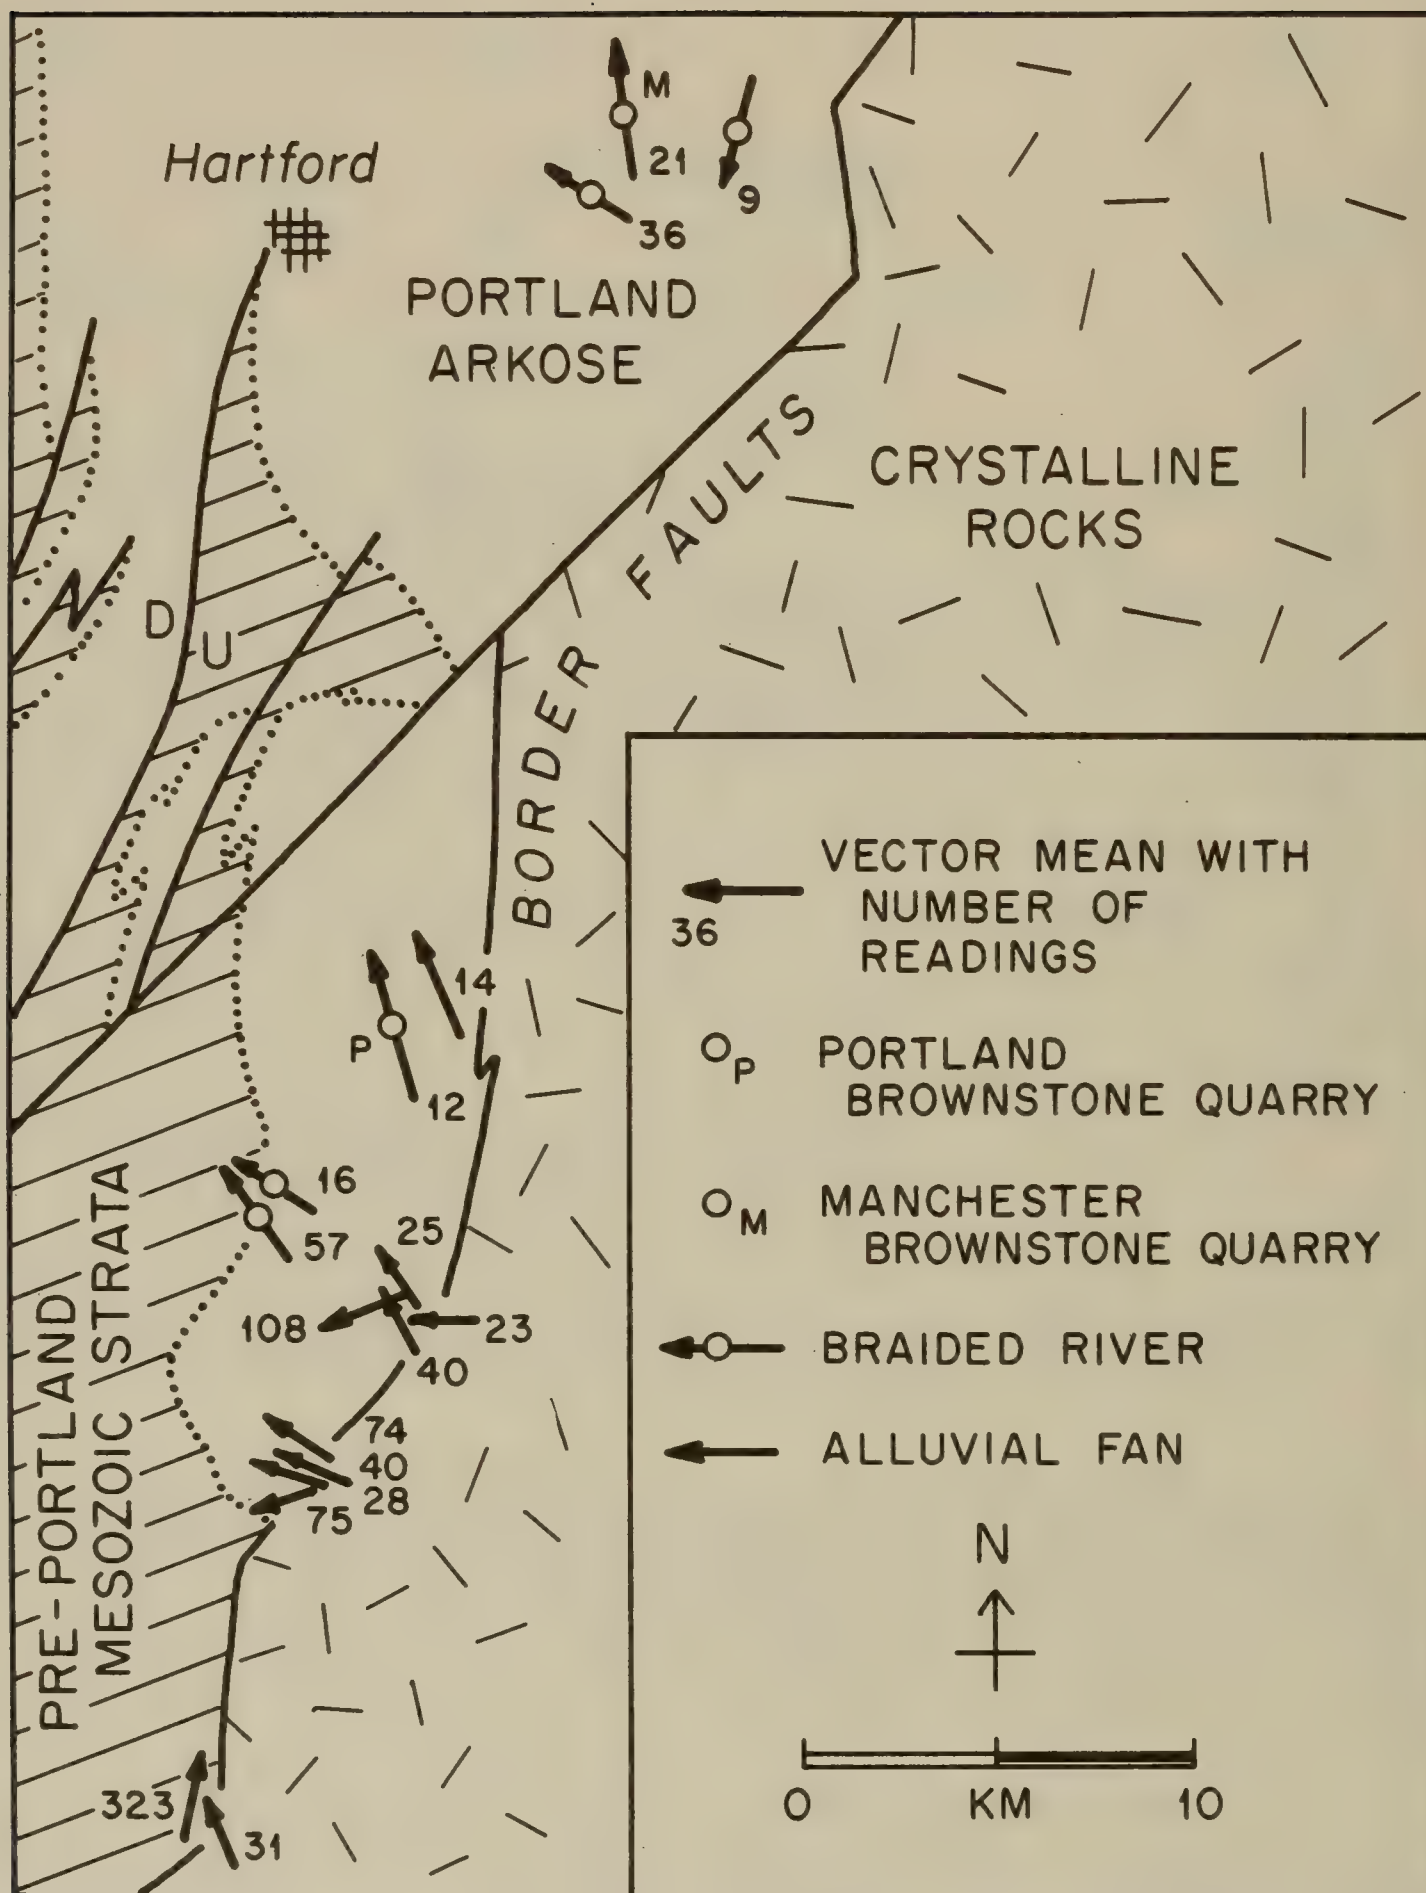 M
Hartford
21
9
36
PORTLAND
ARKOSE
BORDER FAULTS
CRYSTALLINE
ROCKS
D
U
14
P
12
16
57
25
108
23
40
74
40
28
75
PRE-PORTLAND
MESOZOIC STRATA
323
31
VECTOR MEAN WITH
NUMBER OF
READINGS
36
P
PORTLAND
BROWNSTONE QUARRY
M
MANCHESTER
BROWNSTONE QUARRY
BRAIDED RIVER
ALLUVIAL FAN
N
0 KM 10